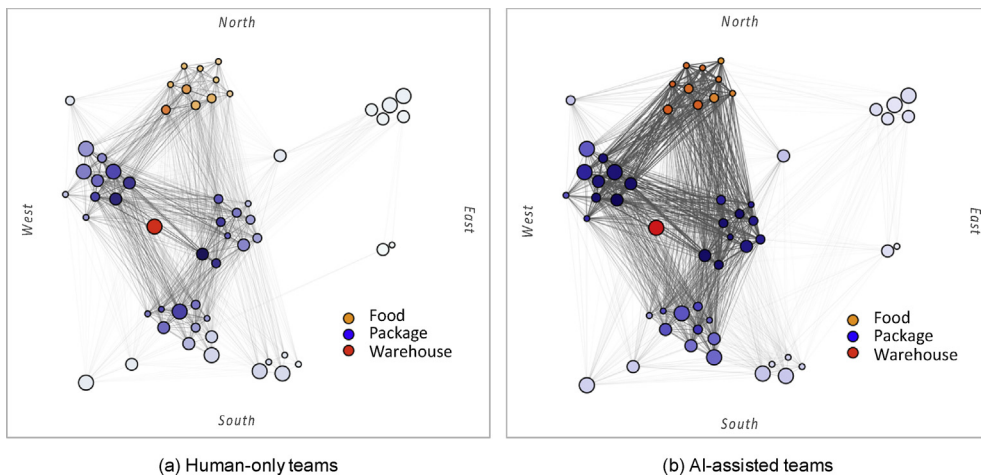 North
West
East
Food
Package
Warehouse
South
(a) Human-only teams
North
West
East
Food
Package
Warehouse
South
(b) AI-assisted teams